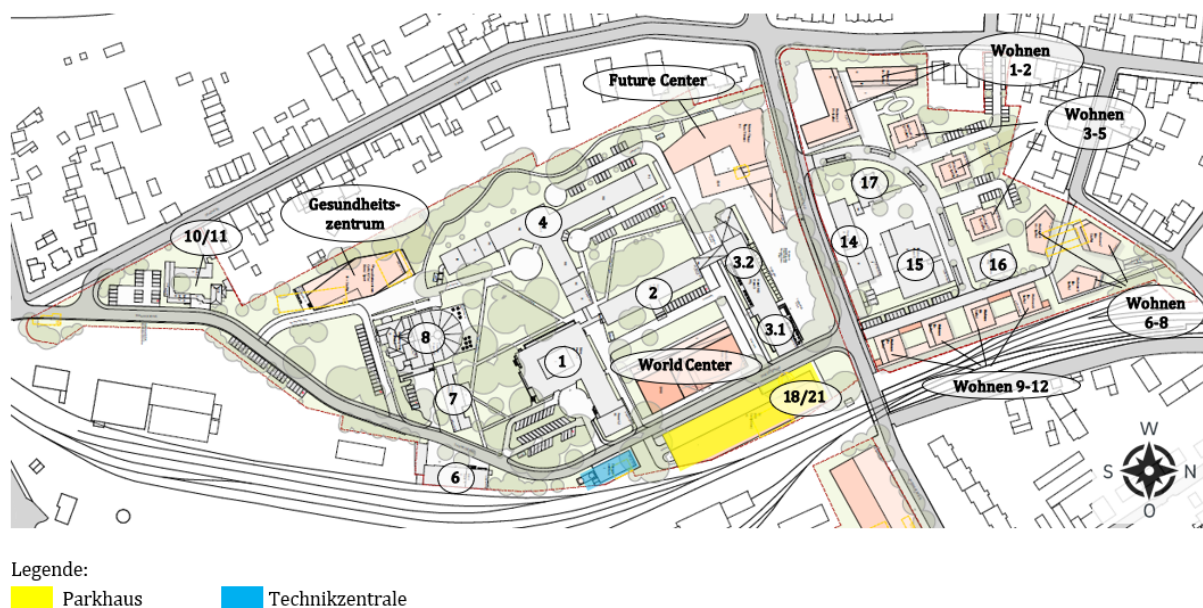 Wohnen
1-2
Future Center
Wohnen
3-5
Gesundheits-
zentrum
17
4
10/11
14
3.2
15
16
2
Wohnen
6-8
8
3.1
1
World Center
Wohnen 9-12
7
18/21
W
S
N
O
6
Legende:
Parkhaus
Technikzentrale